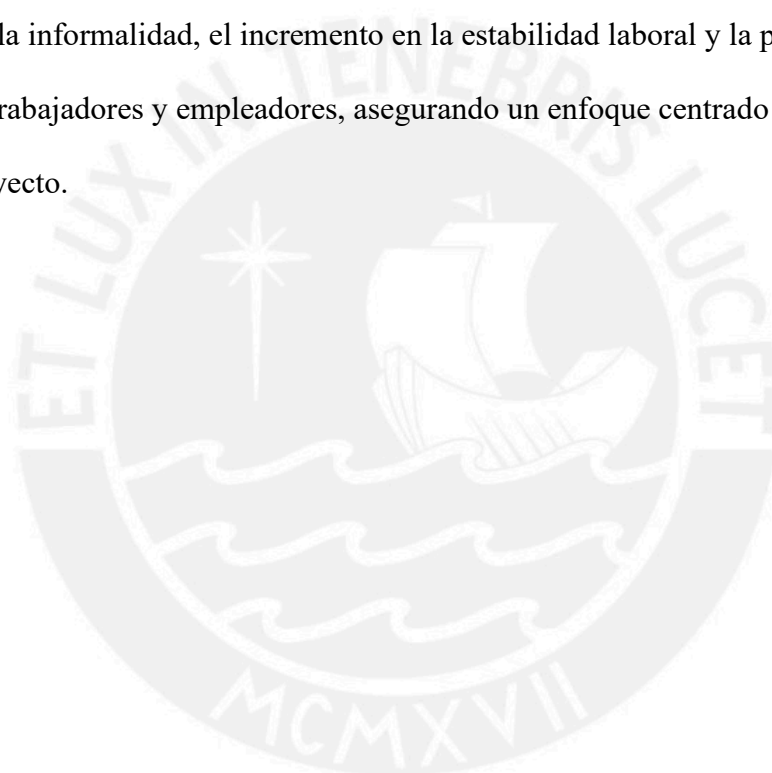 la informalidad, el incremento en la estabilidad laboral y la p
rabajadores y empleadores, asegurando un enfoque centrado
yecto.
ET LUX IN TENEBRIS LUCET
MCMXVII